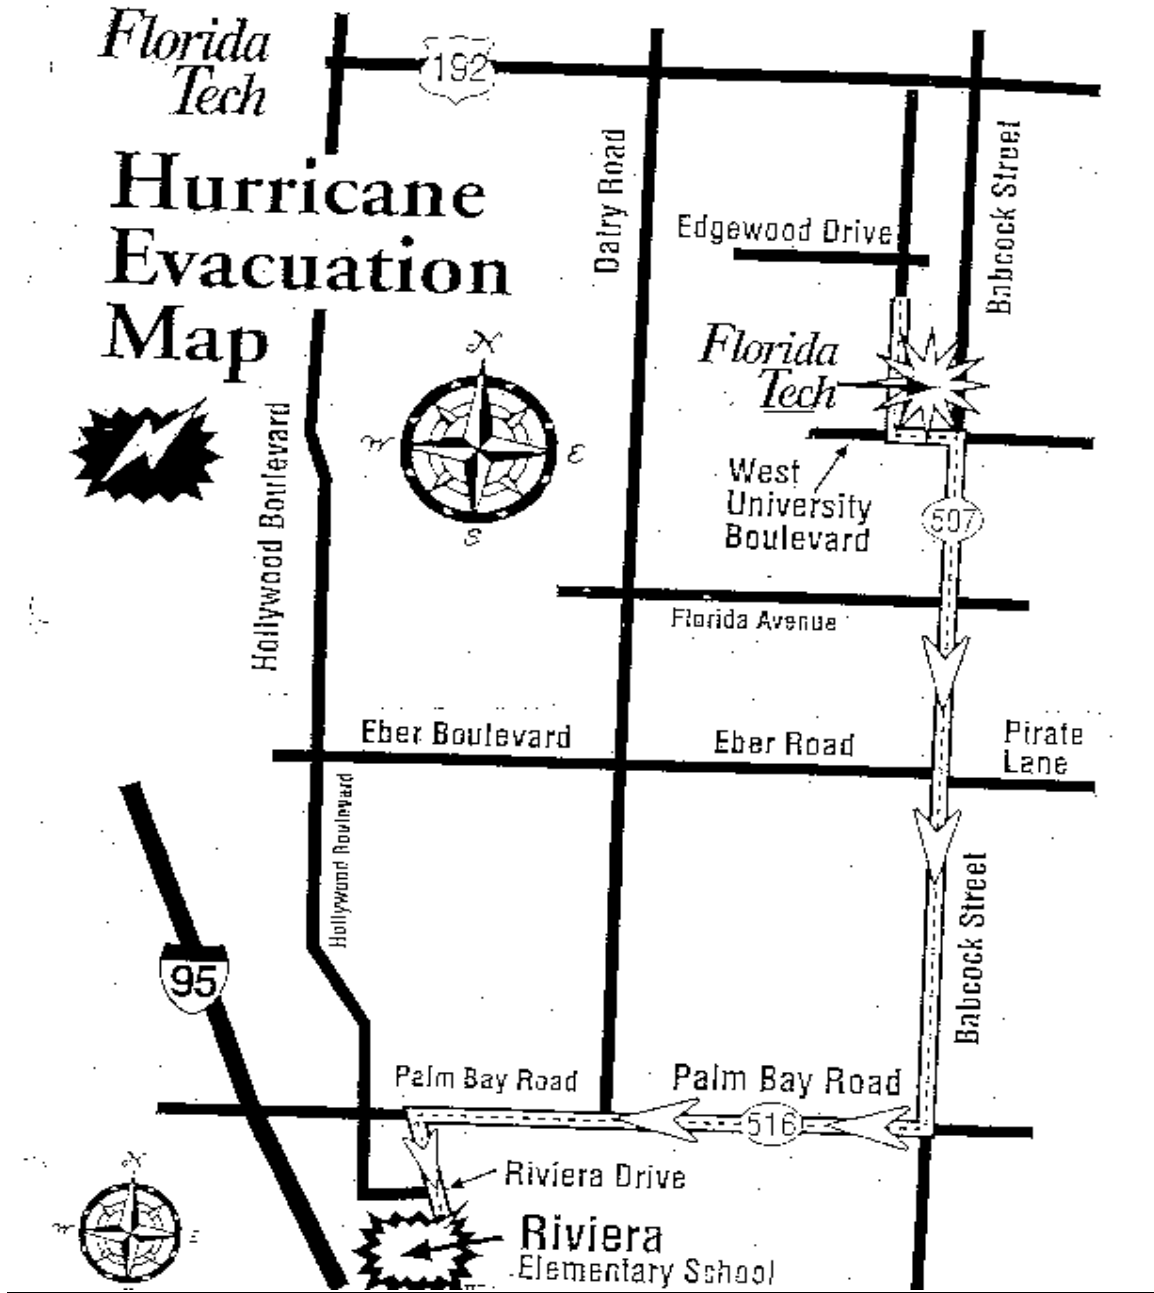 Florida
Tech
192
Hurricane
Evacuation
Map
Dairy Road
Babcock Street
Edgewood Drive
Florida
Tech
N
W
E
S
Hollywood Boulevard
West
University
Boulevard
507
Florida Avenue
Eber Boulevard
Eber Road
Pirate
Lane
Hollywood Boulevard
Babcock Street
95
Palm Bay Road
Palm Bay Road
516
Riviera Drive
N
W
E
Riviera
Elementary School